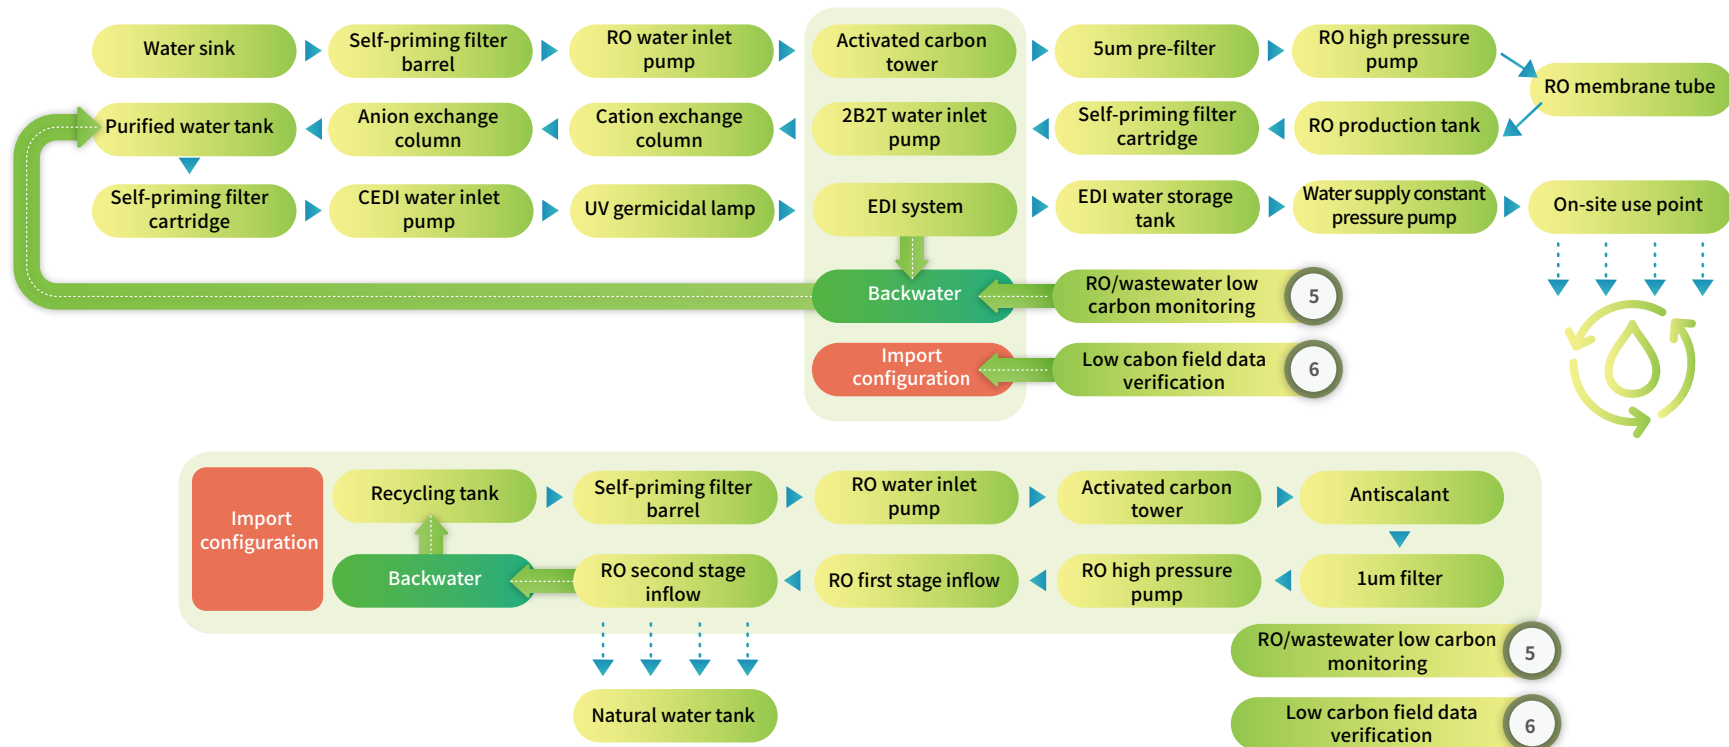 Water sink
Self-priming filter
barrel
RO water inlet
pump
Activated carbon
tower
5um pre-filter
RO high pressure
pump
RO membrane tube
Purified water tank
Anion exchange
column
Cation exchange
column
2B2T water inlet
pump
Self-priming filter
cartridge
RO production tank
Self-priming filter
cartridge
CEDI water inlet
pump
UV germicidal lamp
EDI system
EDI water storage
tank
Water supply constant
pressure pump
On-site use point
Backwater
RO/wastewater low
carbon monitoring
5
Import
configuration
Low cabon field data
verification
6
Import
configuration
Recycling tank
Self-priming filter
barrel
RO water inlet
pump
Activated carbon
tower
Antiscalant
Backwater
RO second stage
inflow
RO first stage inflow
RO high pressure
pump
1um filter
RO/wastewater low carbon
monitoring
5
Natural water tank
Low carbon field data
verification
6